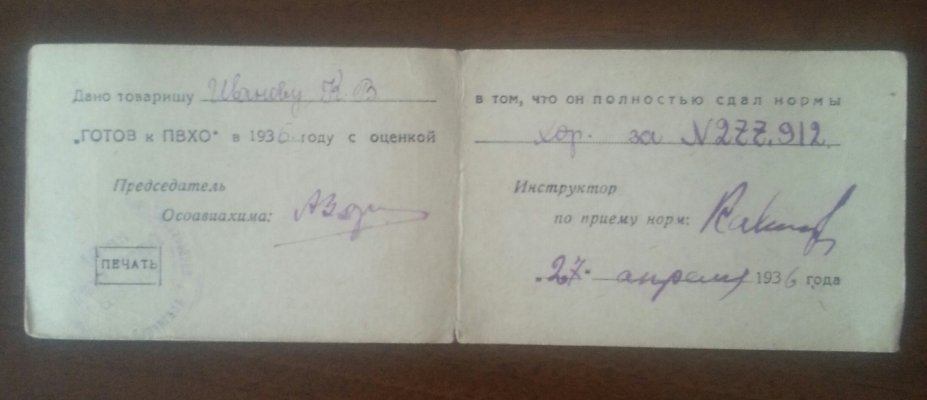 Дано товарищу Иванову К В
„ГОТОВ к ПВХО" в 1936 году с оценкой
Председатель
Осоавиахима:
ПЕЧАТЬ
в том, что он полностью сдал нормы
хор. за N 277.912
Инструктор
по приему норм:
„27" апреля 1936 года